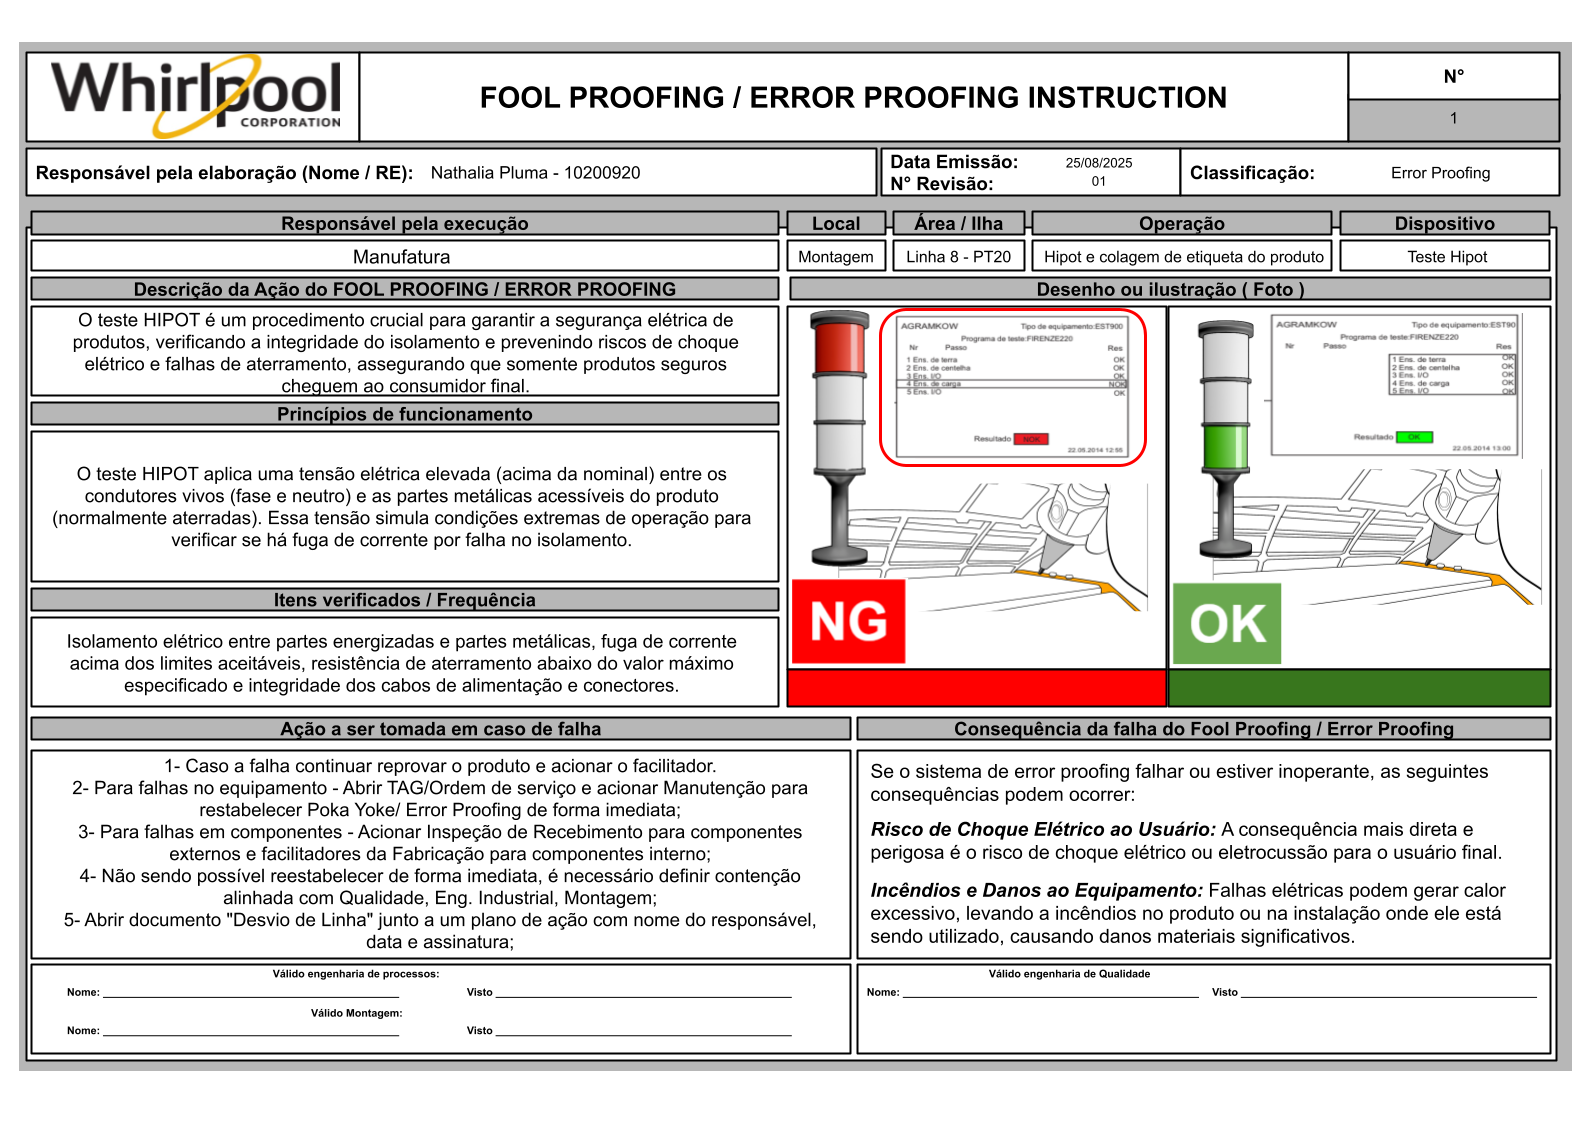 Whirlpool
CORPORATION
FOOL PROOFING / ERROR PROOFING INSTRUCTION
N°
1
Responsável pela elaboração (Nome / RE): Nathalia Pluma - 10200920
Data Emissão: 25/08/2025
N° Revisão: 01
Classificação: Error Proofing
Responsável pela execução
Local
Área / Ilha
Operação
Dispositivo
Manufatura
Montagem
Linha 8 - PT20
Hipot e colagem de etiqueta do produto
Teste Hipot
Descrição da Ação do FOOL PROOFING / ERROR PROOFING
O teste HIPOT é um procedimento crucial para garantir a segurança elétrica de
produtos, verificando a integridade do isolamento e prevenindo riscos de choque
elétrico e falhas de aterramento, assegurando que somente produtos seguros
cheguem ao consumidor final.
Princípios de funcionamento
O teste HIPOT aplica uma tensão elétrica elevada (acima da nominal) entre os
condutores vivos (fase e neutro) e as partes metálicas acessíveis do produto
(normalmente aterradas). Essa tensão simula condições extremas de operação para
verificar se há fuga de corrente por falha no isolamento.
Itens verificados / Frequência
Isolamento elétrico entre partes energizadas e partes metálicas, fuga de corrente
acima dos limites aceitáveis, resistência de aterramento abaixo do valor máximo
especificado e integridade dos cabos de alimentação e conectores.
Desenho ou ilustração ( Foto )
AGRAMKOW Tipo de equipamento:EST900
Programa de teste:FIRENZE220
Nr Passo Res
1 Ens. de terra OK
2 Ens. de centelha OK
3 Ens. I/O OK
4 Ens. de carga NOK
5 Ens. I/O OK
Resultado NOK
22.05.2014 12:55
NG
AGRAMKOW Tipo de equipamento:EST90
Programa de teste:FIRENZE220
Nr Passo Res
1 Ens. de terra OK
2 Ens. de centelha OK
3 Ens. I/O OK
4 Ens. de carga OK
5 Ens. I/O OK
Resultado OK
22.05.2014 13:00
OK
Ação a ser tomada em caso de falha
1- Caso a falha continuar reprovar o produto e acionar o facilitador.
2- Para falhas no equipamento - Abrir TAG/Ordem de serviço e acionar Manutenção para
restabelecer Poka Yoke/ Error Proofing de forma imediata;
3- Para falhas em componentes - Acionar Inspeção de Recebimento para componentes
externos e facilitadores da Fabricação para componentes interno;
4- Não sendo possível reestabelecer de forma imediata, é necessário definir contenção
alinhada com Qualidade, Eng. Industrial, Montagem;
5- Abrir documento "Desvio de Linha" junto a um plano de ação com nome do responsável,
data e assinatura;
Consequência da falha do Fool Proofing / Error Proofing
Se o sistema de error proofing falhar ou estiver inoperante, as seguintes
consequências podem ocorrer:
Risco de Choque Elétrico ao Usuário: A consequência mais direta e
perigosa é o risco de choque elétrico ou eletrocussão para o usuário final.
Incêndios e Danos ao Equipamento: Falhas elétricas podem gerar calor
excessivo, levando a incêndios no produto ou na instalação onde ele está
sendo utilizado, causando danos materiais significativos.
Válido engenharia de processos:
Nome: Visto
Válido Montagem:
Nome: Visto
Válido engenharia de Qualidade
Nome: Visto